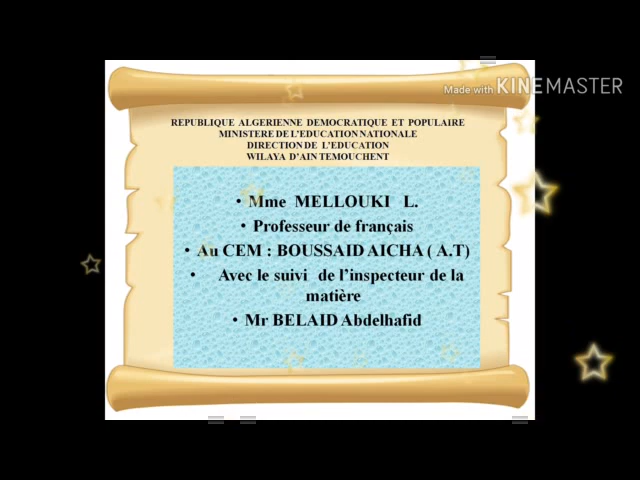 Made with KINEMASTER
REPUBLIQUE ALGERIENNE DEMOCRATIQUE ET POPULAIRE
MINISTERE DE L'EDUCATION NATIONALE
DIRECTION DE L'EDUCATION
WILAYA D'AIN TEMOUCHENT
• Mme MELLOUKI L.
• Professeur de français
• Au CEM : BOUSSAID AICHA ( A.T)
• Avec le suivi de l'inspecteur de la
matière
• Mr BELAID Abdelhafid